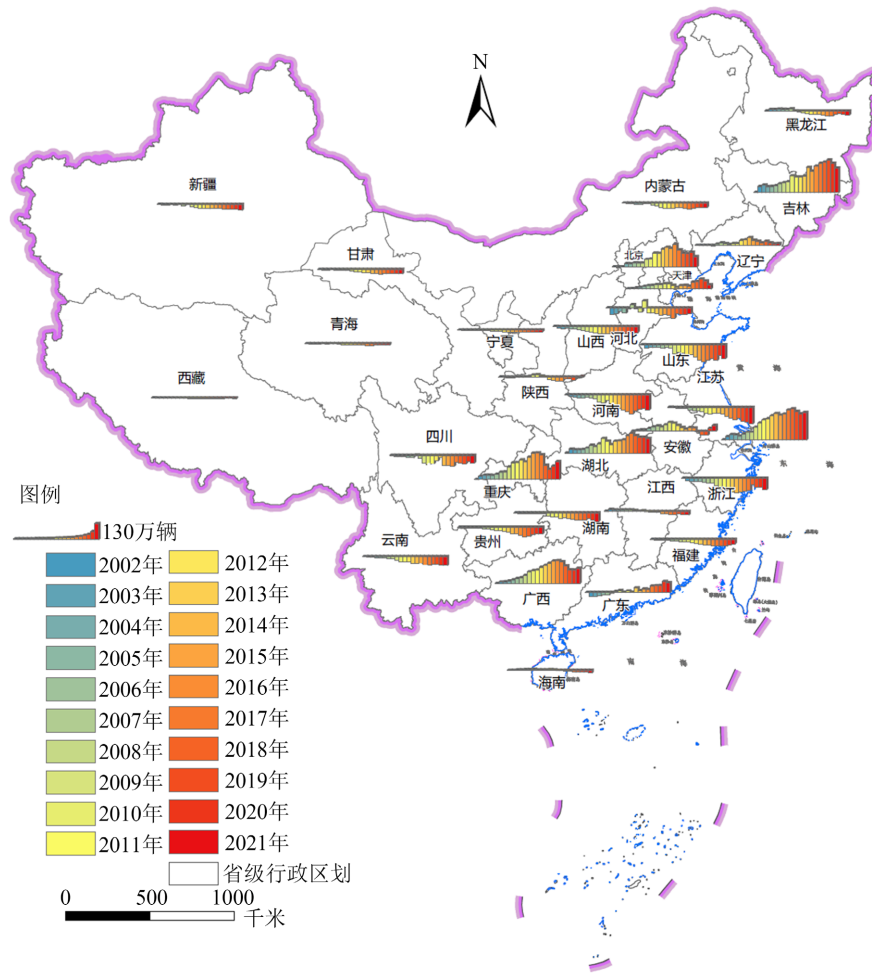 N
黑龙江
新疆
内蒙古
吉林
北京
辽宁
甘肃
天津
青海
宁夏
山西
河北
山东
黄
海
西藏
陕西
江苏
河南
四川
安徽
湖北
东
海
重庆
江西
浙江
图例
130万辆
湖南
云南
贵州
福建
2002年
2012年
2003年
2013年
广西
广东
2004年
2014年
2005年
2015年
南
海
2006年
2016年
海南
2007年
2017年
2008年
2018年
2009年
2019年
2010年
2020年
2011年
2021年
省级行政区划
0
500
1000
千米